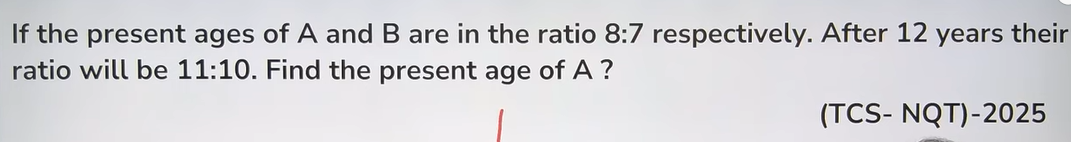 If the present ages of A and B are in the ratio 8:7 respectively. After 12 years their
ratio will be 11:10. Find the present age of A ?
(TCS- NQT)-2025